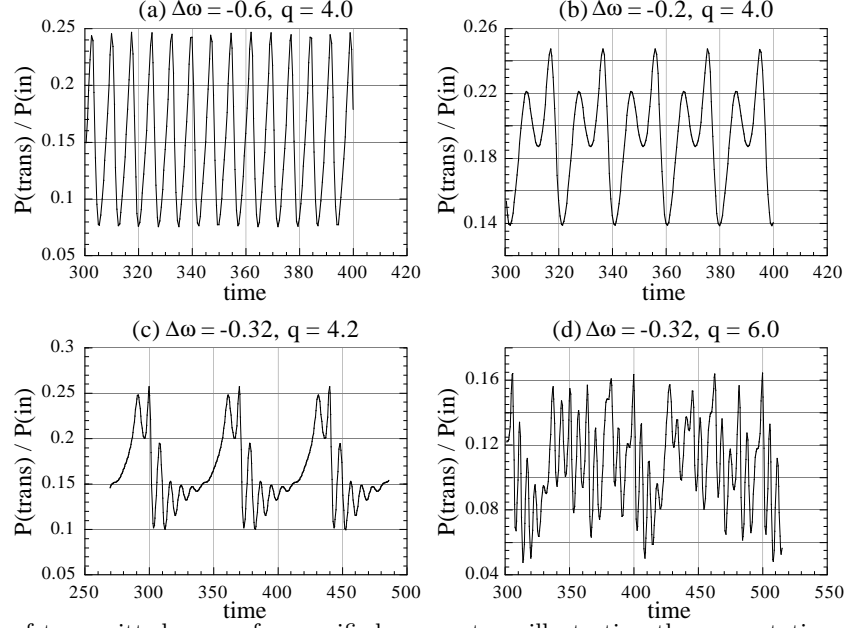 (a) Δω = -0.6, q = 4.0
(b) Δω = -0.2, q = 4.0
P(trans) / P(in)
0.25
0.2
0.15
0.1
0.05
300 320 340 360 380 400 420
time
P(trans) / P(in)
0.26
0.22
0.18
0.14
300 320 340 360 380 400 420
time
(c) Δω = -0.32, q = 4.2
(d) Δω = -0.32, q = 6.0
P(trans) / P(in)
0.3
0.25
0.2
0.15
0.1
0.05
250 300 350 400 450 500
time
P(trans) / P(in)
0.16
0.12
0.08
0.04
300 350 400 450 500 550
time